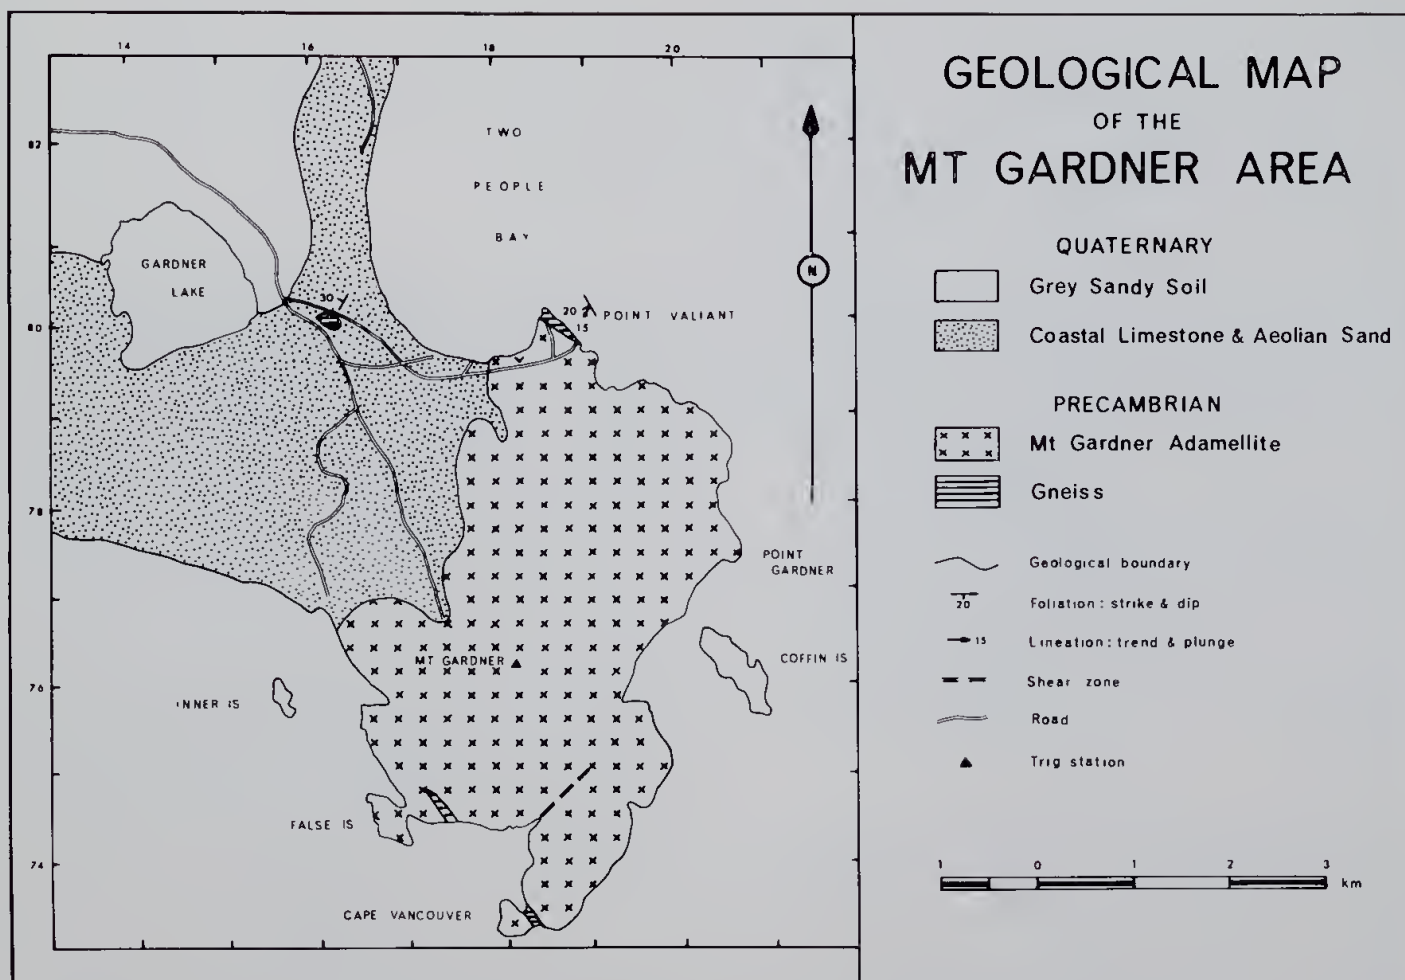 GEOLOGICAL MAP
OF THE
MT GARDNER AREA
QUATERNARY
Grey Sandy Soil
Coastal Limestone & Aeolian Sand
PRECAMBRIAN
Mt Gardner Adamellite
Gneiss
Geological boundary
20
Foliation: strike & dip
15
Lineation: trend & plunge
Shear zone
Road
Trig station
1 0 1 2 3 km
N
14 16 18 20
82
80
78
76
74
TWO
PEOPLE
BAY
GARDNER
LAKE
30
20
15
POINT VALIANT
POINT
GARDNER
MT GARDNER
COFFIN IS
INNER IS
FALSE IS
CAPE VANCOUVER